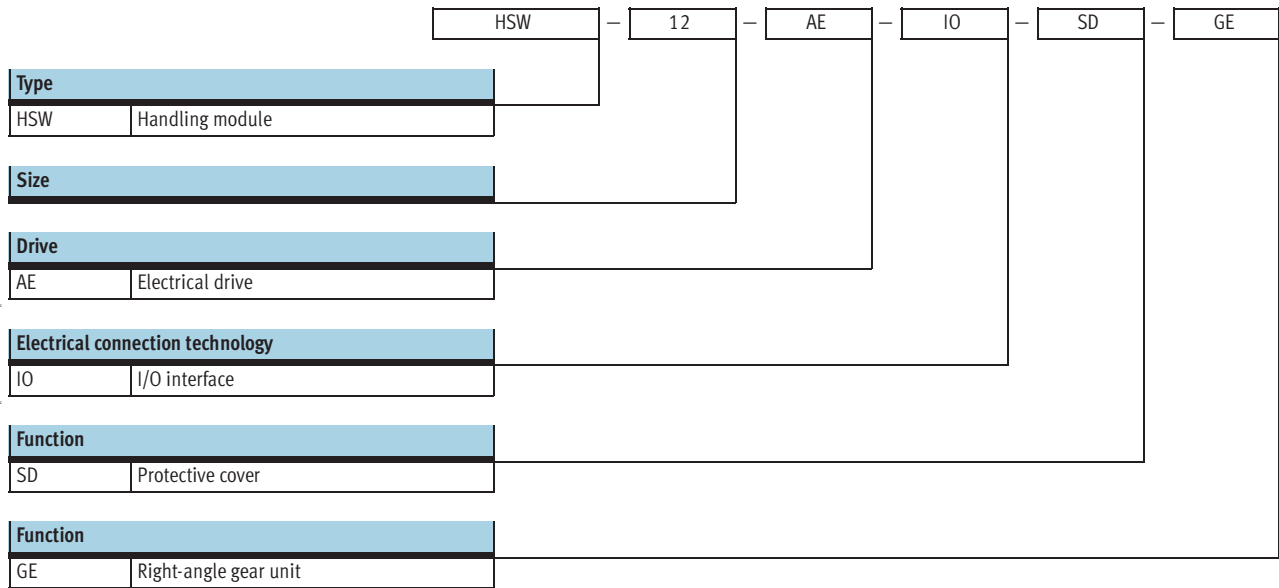 HSW — 12 — AE — IO — SD — GE
Type
HSW Handling module
Size
Drive
AE Electrical drive
Electrical connection technology
IO I/O interface
Function
SD Protective cover
Function
GE Right-angle gear unit